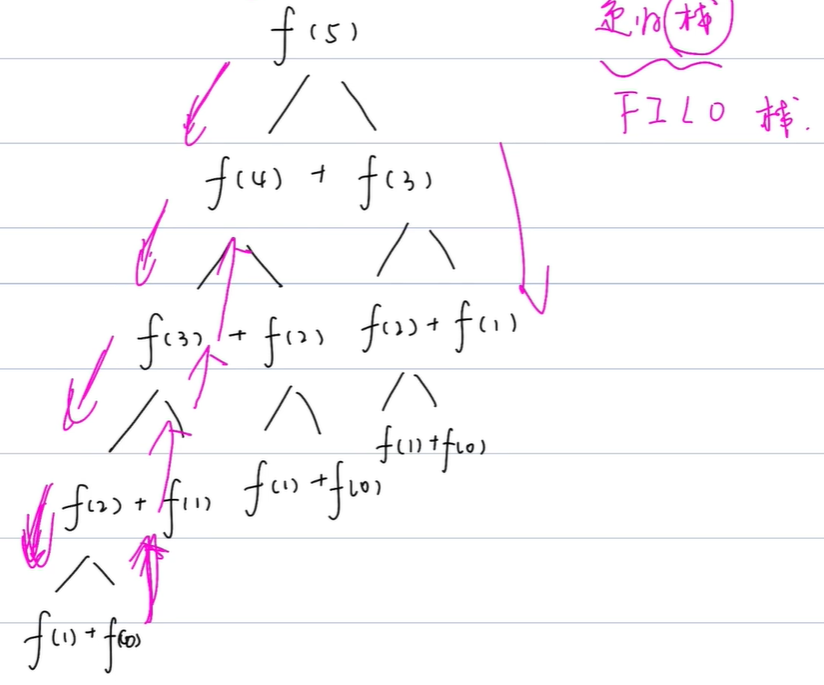 f(5)
递归栈
FILO 栈.
f(4) + f(3)
f(3) + f(2) f(2) + f(1)
f(1) + f(0)
f(2) + f(1) f(1) + f(0)
f(1) + f(0)